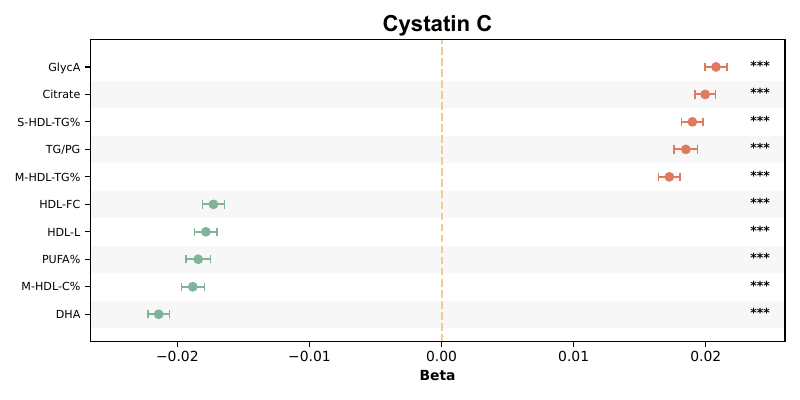 Cystatin C
GlycA ***
Citrate ***
S-HDL-TG% ***
TG/PG ***
M-HDL-TG% ***
HDL-FC ***
HDL-L ***
PUFA% ***
M-HDL-C% ***
DHA ***
−0.02 −0.01 0.00 0.01 0.02
Beta